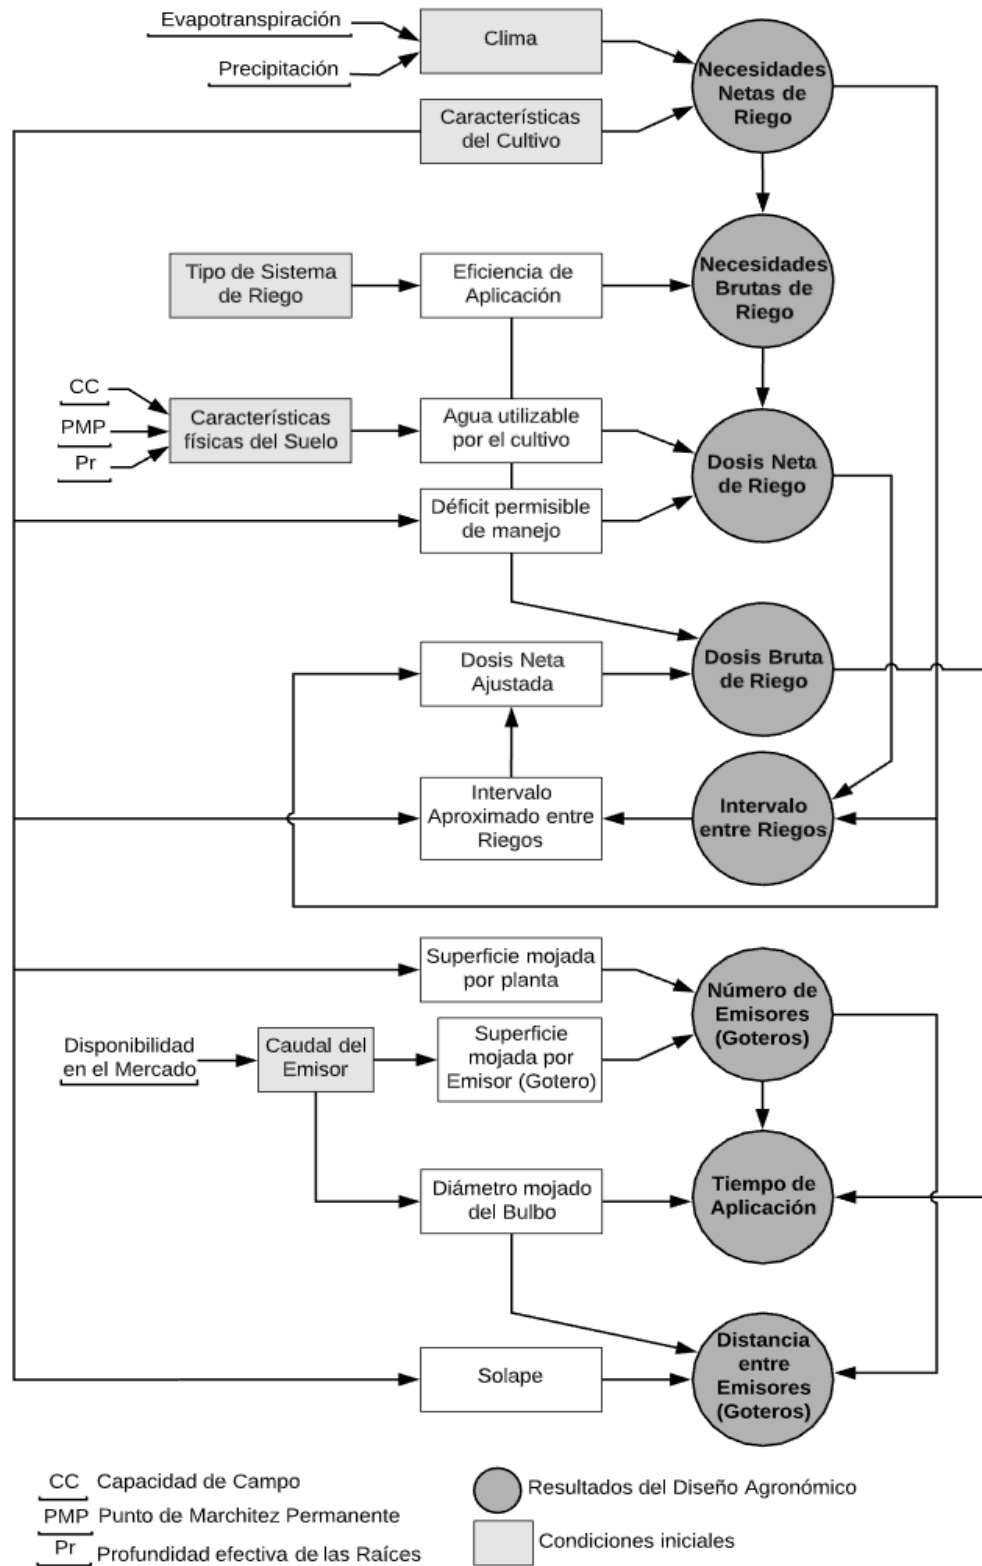 Evapotranspiración
Precipitación
Clima
Necesidades
Netas de
Riego
Características
del Cultivo
Tipo de Sistema
de Riego
Eficiencia de
Aplicación
Necesidades
Brutas de
Riego
CC
PMP
Pr
Características
físicas del Suelo
Agua utilizable
por el cultivo
Dosis Neta
de Riego
Déficit permisible
de manejo
Dosis Neta
Ajustada
Dosis Bruta
de Riego
Intervalo
Aproximado entre
Riegos
Intervalo
entre Riegos
Superficie mojada
por planta
Número de
Emisores
(Goteros)
Disponibilidad
en el Mercado
Caudal del
Emisor
Superficie
mojada por
Emisor (Gotero)
Diámetro mojado
del Bulbo
Tiempo de
Aplicación
Solape
Distancia
entre
Emisores
(Goteros)
CC Capacidad de Campo
PMP Punto de Marchitez Permanente
Pr Profundidad efectiva de las Raíces
Resultados del Diseño Agronómico
Condiciones iniciales